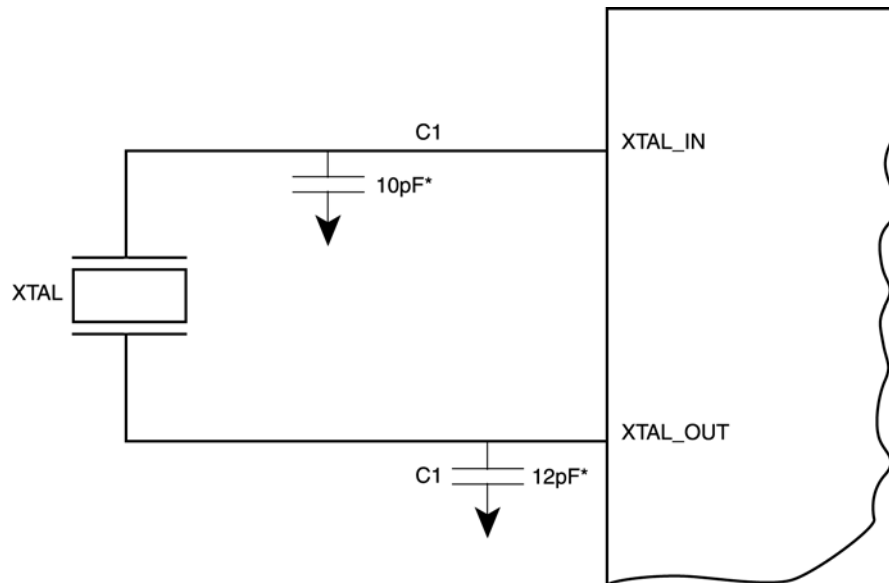 C1
XTAL_IN
10pF*
XTAL
XTAL_OUT
C1 12pF*